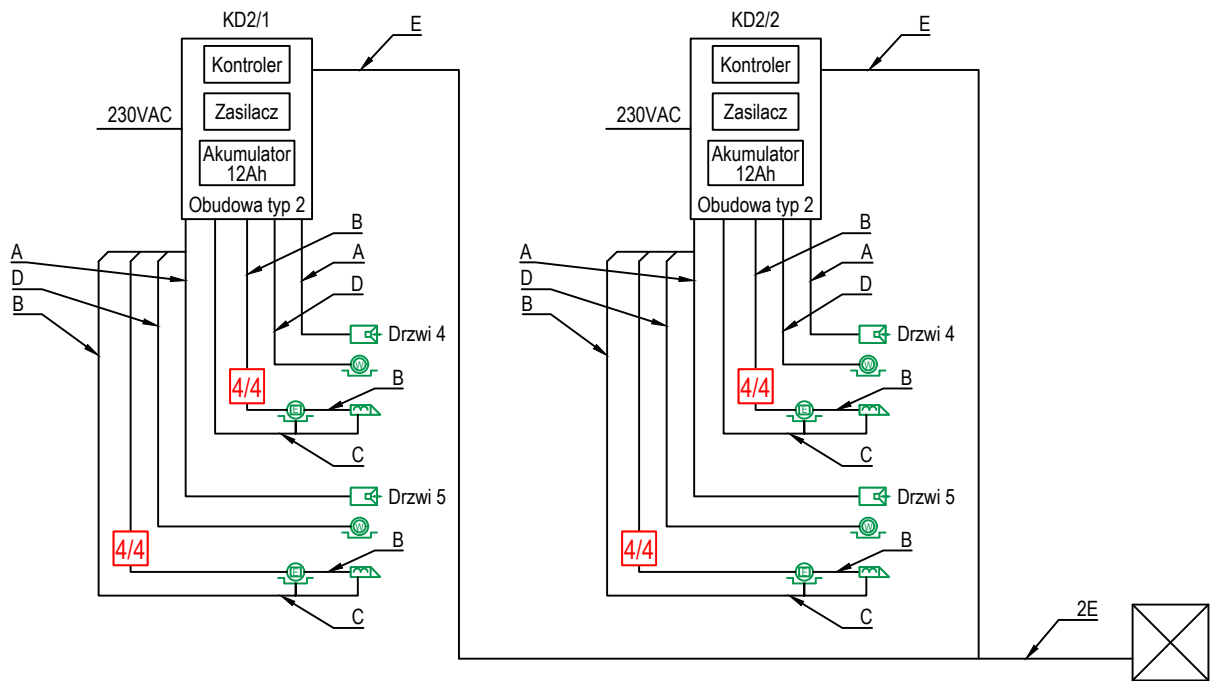 KD2/1
E
Kontroler
230VAC
Zasilacz
Akumulator
12Ah
Obudowa typ 2
B
A
A
D
D
B
Drzwi 4
W
4/4
B
E
C
Drzwi 5
W
4/4
B
E
C
KD2/2
E
Kontroler
230VAC
Zasilacz
Akumulator
12Ah
Obudowa typ 2
B
A
A
D
D
B
Drzwi 4
W
4/4
B
E
C
Drzwi 5
W
4/4
B
E
C
2E